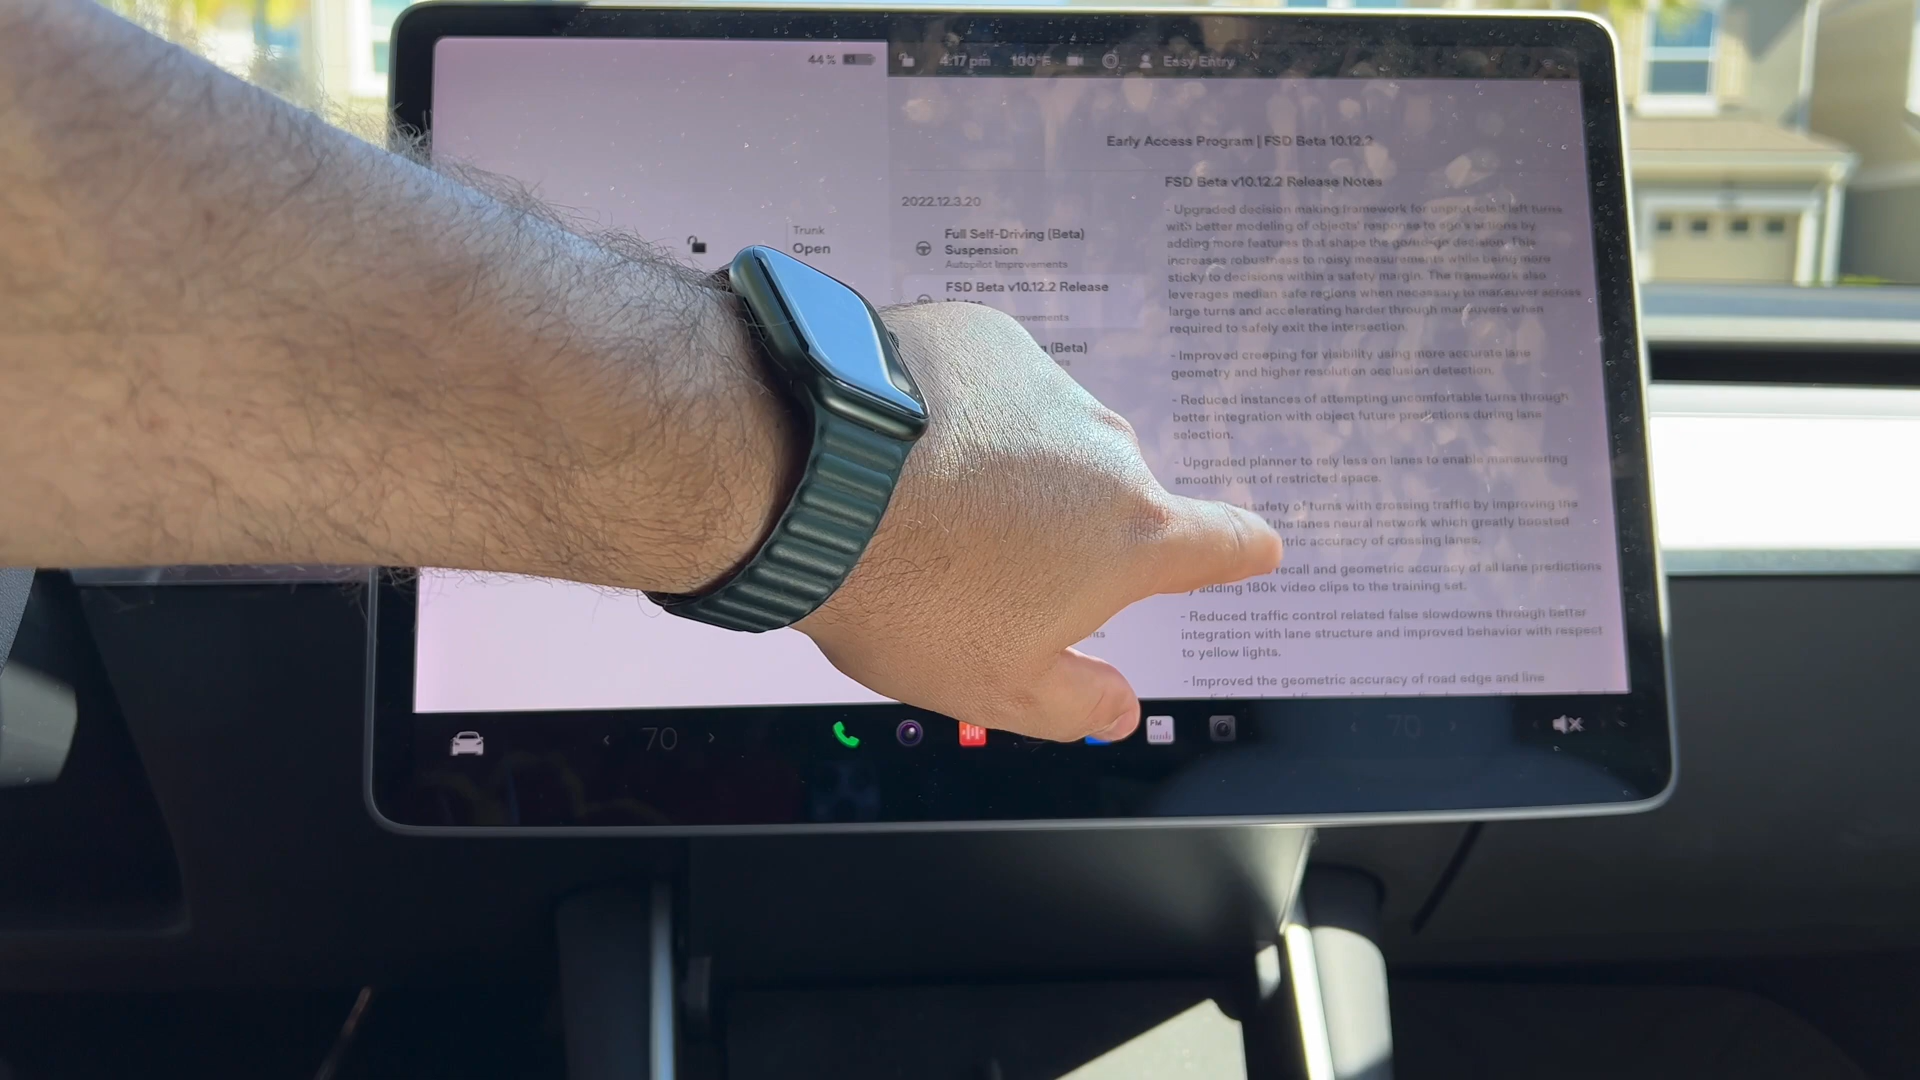 44%
4:17 pm 100°F Easy Entry
Early Access Program | FSD Beta 10.12.2
2022.12.3.20
Trunk
Open
Full Self-Driving (Beta)
Suspension
Autopilot Improvements
FSD Beta v10.12.2 Release
(Beta)
FSD Beta v10.12.2 Release Notes
- Upgraded decision making framework for unprotected left turns
with better modeling of objects' response to ego's actions by
adding more features that shape the go/no-go decision. This
increases robustness to noisy measurements while being more
sticky to decisions within a safety margin. The framework also
leverages median safe regions when necessary to maneuver across
large turns and accelerating harder through maneuvers when
required to safely exit the intersection.
- Improved creeping for visibility using more accurate lane
geometry and higher resolution occlusion detection.
- Reduced instances of attempting uncomfortable turns through
better integration with object future predictions during lane
selection.
- Upgraded planner to rely less on lanes to enable maneuvering
smoothly out of restricted space.
safety of turns with crossing traffic by improving the
the lanes neural network which greatly boosted
accuracy of crossing lanes.
recall and geometric accuracy of all lane predictions
adding 180k video clips to the training set.
- Reduced traffic control related false slowdowns through better
integration with lane structure and improved behavior with respect
to yellow lights.
- Improved the geometric accuracy of road edge and line
70
FM
70